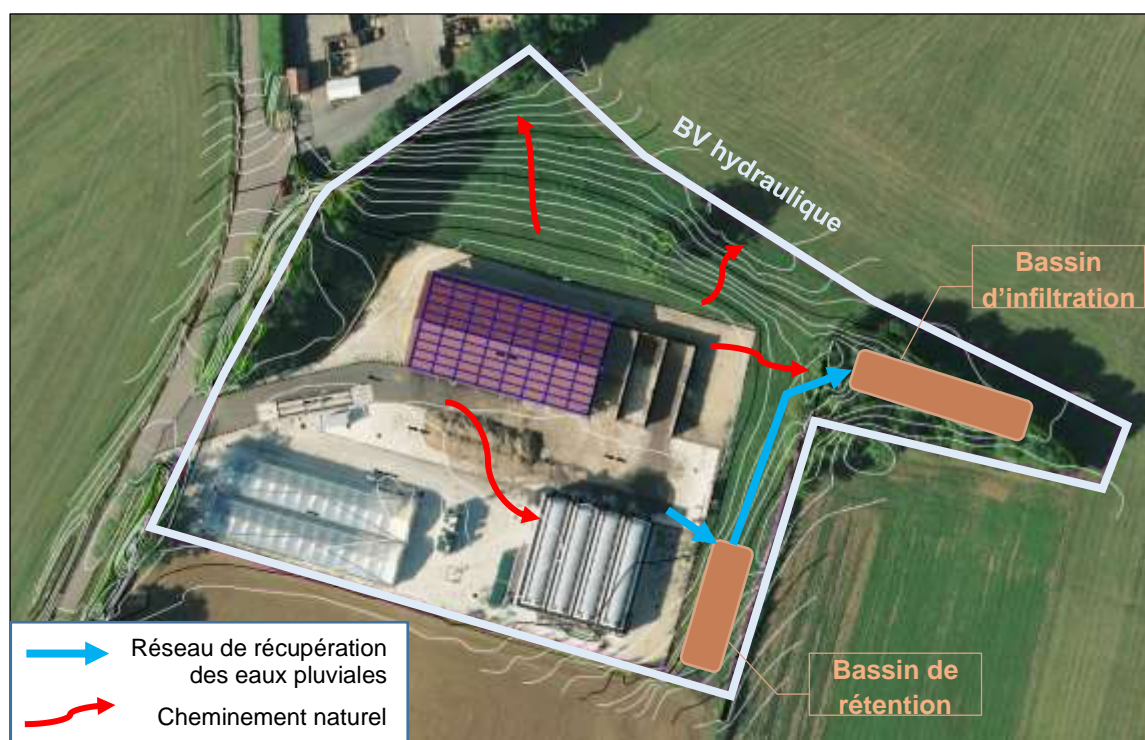 BV hydraulique
Bassin
d'infiltration
Bassin de
rétention
Réseau de récupération
des eaux pluviales
Cheminement naturel